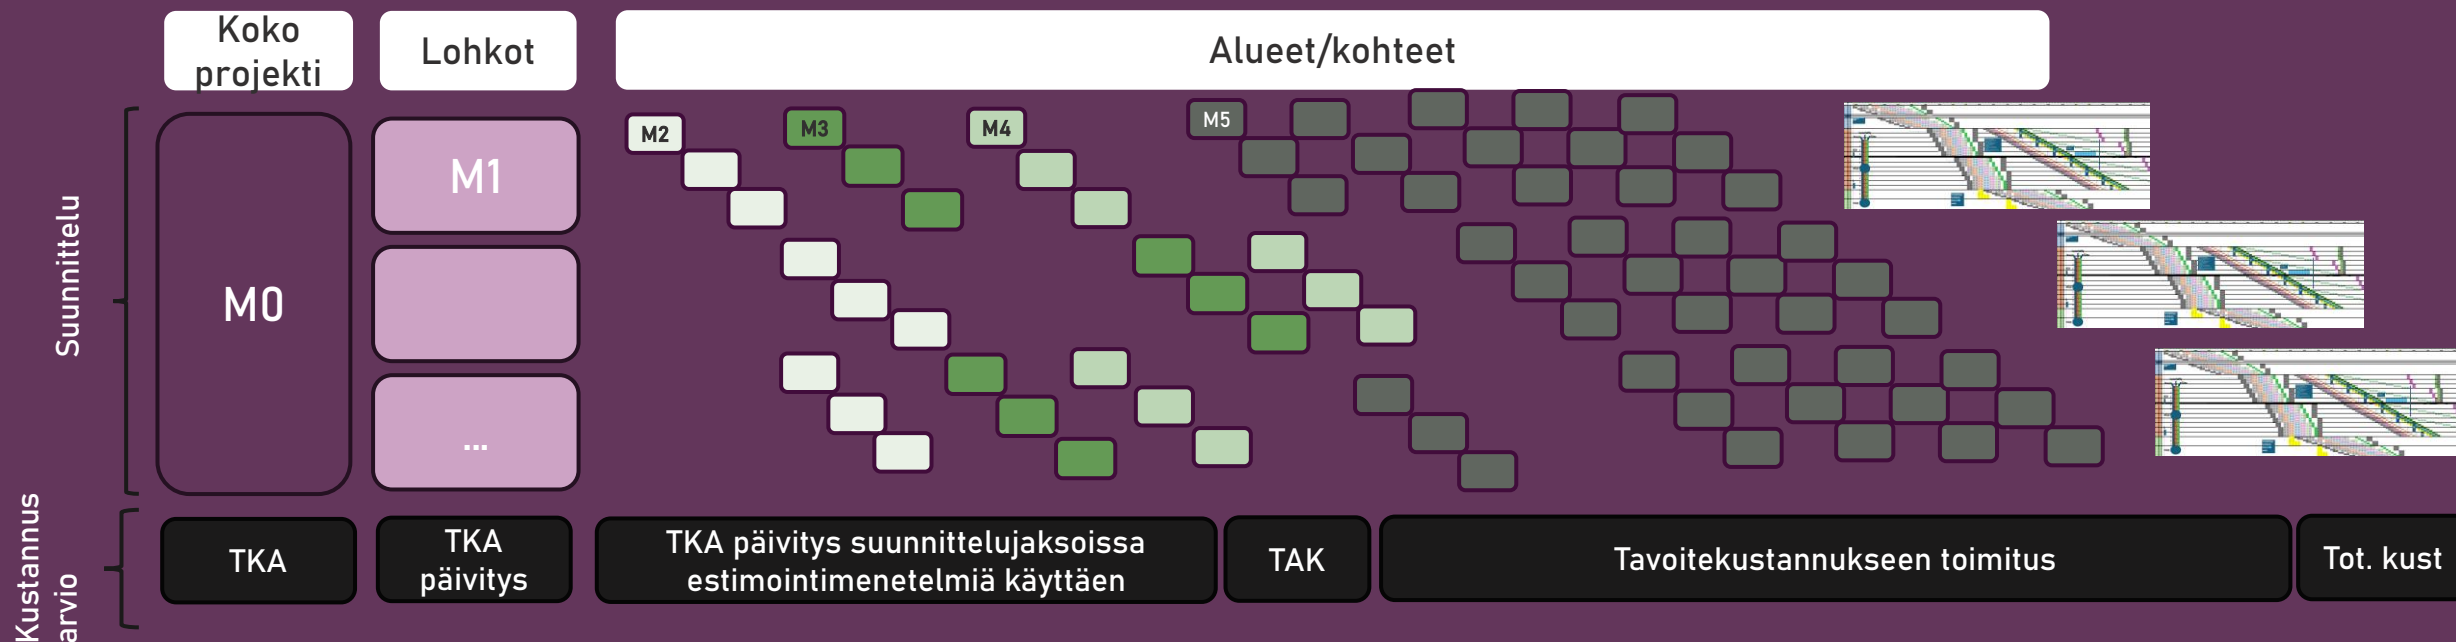 Koko
projekti
Lohkot
Alueet/kohteet
Suunnittelu
M0
M1
...
M2
M3
M4
M5
Kustannus
arvio
TKA
TKA
päivitys
TKA päivitys suunnittelujaksoissa
estimointimenetelmiä käyttäen
TAK
Tavoitekustannukseen toimitus
Tot. kust